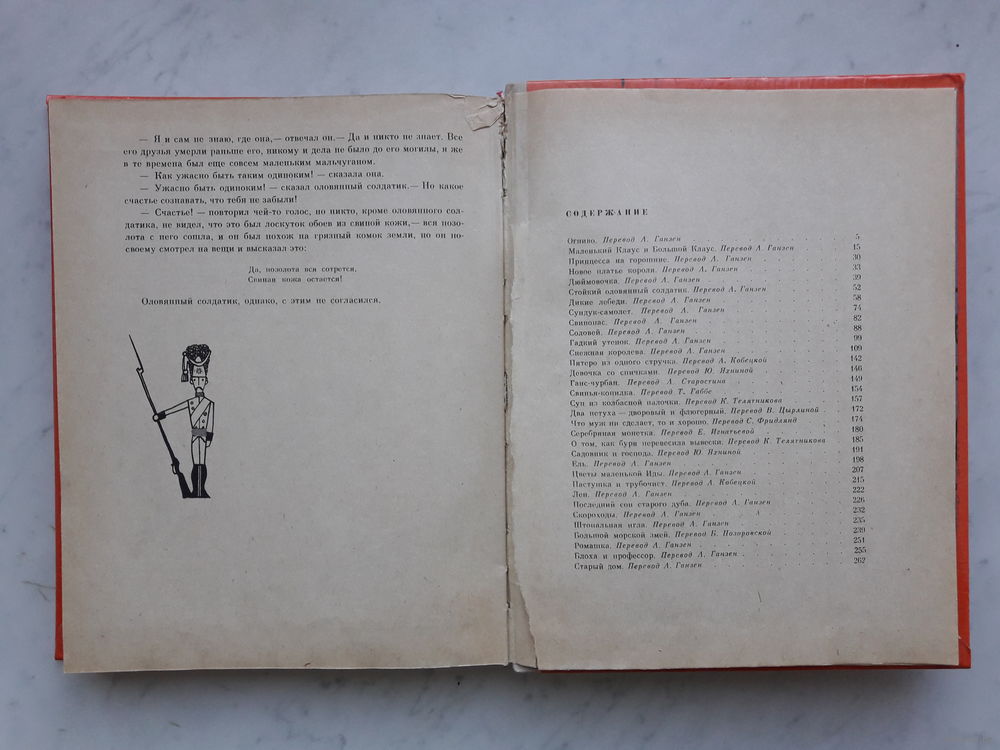 — Я и сам не знаю, где она,— отвечал он.— Да и никто не знает. Все
его друзья умерли раньше его, никому и дела не было до его могилы, я же
в те времена был еще совсем маленьким мальчуганом.
— Как ужасно быть таким одиноким! — сказала она.
— Ужасно быть одиноким! — сказал оловянный солдатик.— Но какое
счастье сознавать, что тебя не забыли!
— Счастье! — повторил чей-то голос, но никто, кроме оловянного сол-
датика, не видел, что это был лоскуток обоев из свиной кожи,— вся позо-
лота с него сошла, и он был похож на грязный комок земли, но он по-
своему смотрел на вещи и высказал это:
Да, позолота вся сотрется,
Свиная кожа остается!
Оловянный солдатик, однако, с этим не согласился.
СОДЕРЖАНИЕ
Огниво. Перевод А. Ганзен 5
Маленький Клаус и Большой Клаус. Перевод А. Ганзен 15
Принцесса на горошине. Перевод А. Ганзен 30
Новое платье короля. Перевод А. Ганзен 33
Дюймовочка. Перевод А. Ганзен 39
Стойкий оловянный солдатик. Перевод А. Ганзен 52
Дикие лебеди. Перевод А. Ганзен 58
Сундук-самолет. Перевод А. Ганзен 74
Свинопас. Перевод А. Ганзен 82
Соловей. Перевод А. Ганзен 88
Гадкий утенок. Перевод А. Ганзен 99
Снежная королева. Перевод А. Ганзен 109
Пятеро из одного стручка. Перевод А. Кобецкой 142
Девочка со спичками. Перевод Ю. Яхниной 146
Ганс-чурбан. Перевод А. Старостина 149
Свинья-копилка. Перевод Т. Габбе 154
Суп из колбасной палочки. Перевод К. Телятникова 157
Два петуха — дворовый и флюгерный. Перевод В. Цырлиной 172
Что муж ни сделает, то и хорошо. Перевод С. Фридлянд 174
Серебряная монетка. Перевод Е. Игнатьевой 180
О том, как буря перевесила вывески. Перевод К. Телятникова 185
Садовник и господа. Перевод Ю. Яхниной 191
Ель. Перевод А. Ганзен 198
Цветы маленькой Иды. Перевод А. Ганзен 207
Пастушка и трубочист. Перевод А. Кобецкой 215
Лен. Перевод А. Ганзен 222
Последний сон старого дуба. Перевод А. Ганзен 226
Скороходы. Перевод А. Ганзен 232
Штопальная игла. Перевод А. Ганзен 235
Большой морской змей. Перевод Б. Позоровской 239
Ромашка. Перевод А. Ганзен 251
Блоха и профессор. Перевод А. Ганзен 255
Старый дом. Перевод А. Ганзен 262